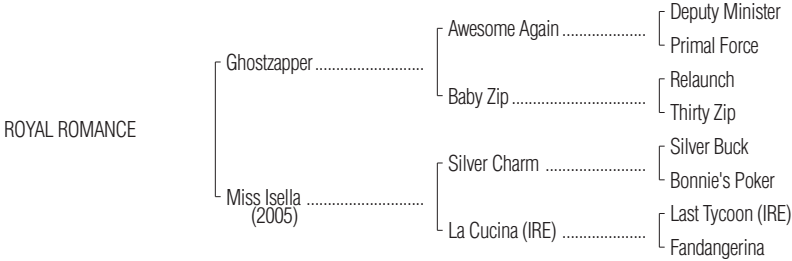 Deputy Minister
Awesome Again ....................
Primal Force
Ghostzapper ..........................
Relaunch
Baby Zip ................................
Thirty Zip
ROYAL ROMANCE
Silver Buck
Silver Charm ........................
Bonnie's Poker
Miss Isella ............................
(2005)
Last Tycoon (IRE)
La Cucina (IRE) ....................
Fandangerina